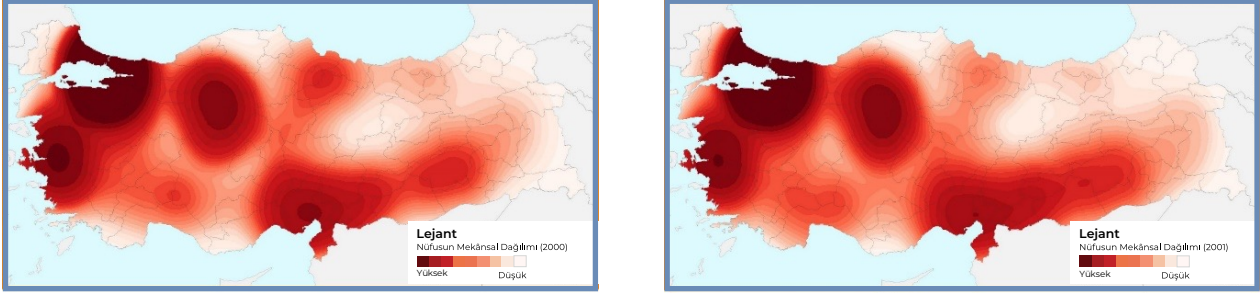 Lejant
Nüfusun Mekânsal Dağılımı (2000)
Yüksek Düşük
Lejant
Nüfusun Mekânsal Dağılımı (2001)
Yüksek Düşük